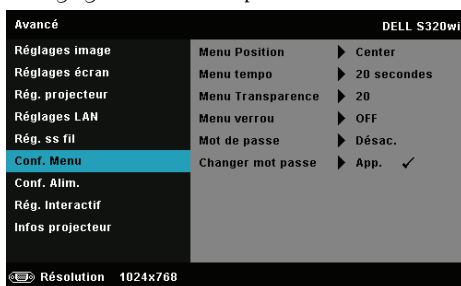 Avancé DELL S320wi
Réglages image Menu Position Center
Réglages écran Menu tempo 20 secondes
Rég. projecteur Menu Transparence 20
Réglages LAN Menu verrou OFF
Rég. ss fil Mot de passe Désac.
Conf. Menu Changer mot passe App. ✓
Conf. Alim.
Rég. Interactif
Infos projecteur
Résolution 1024x768